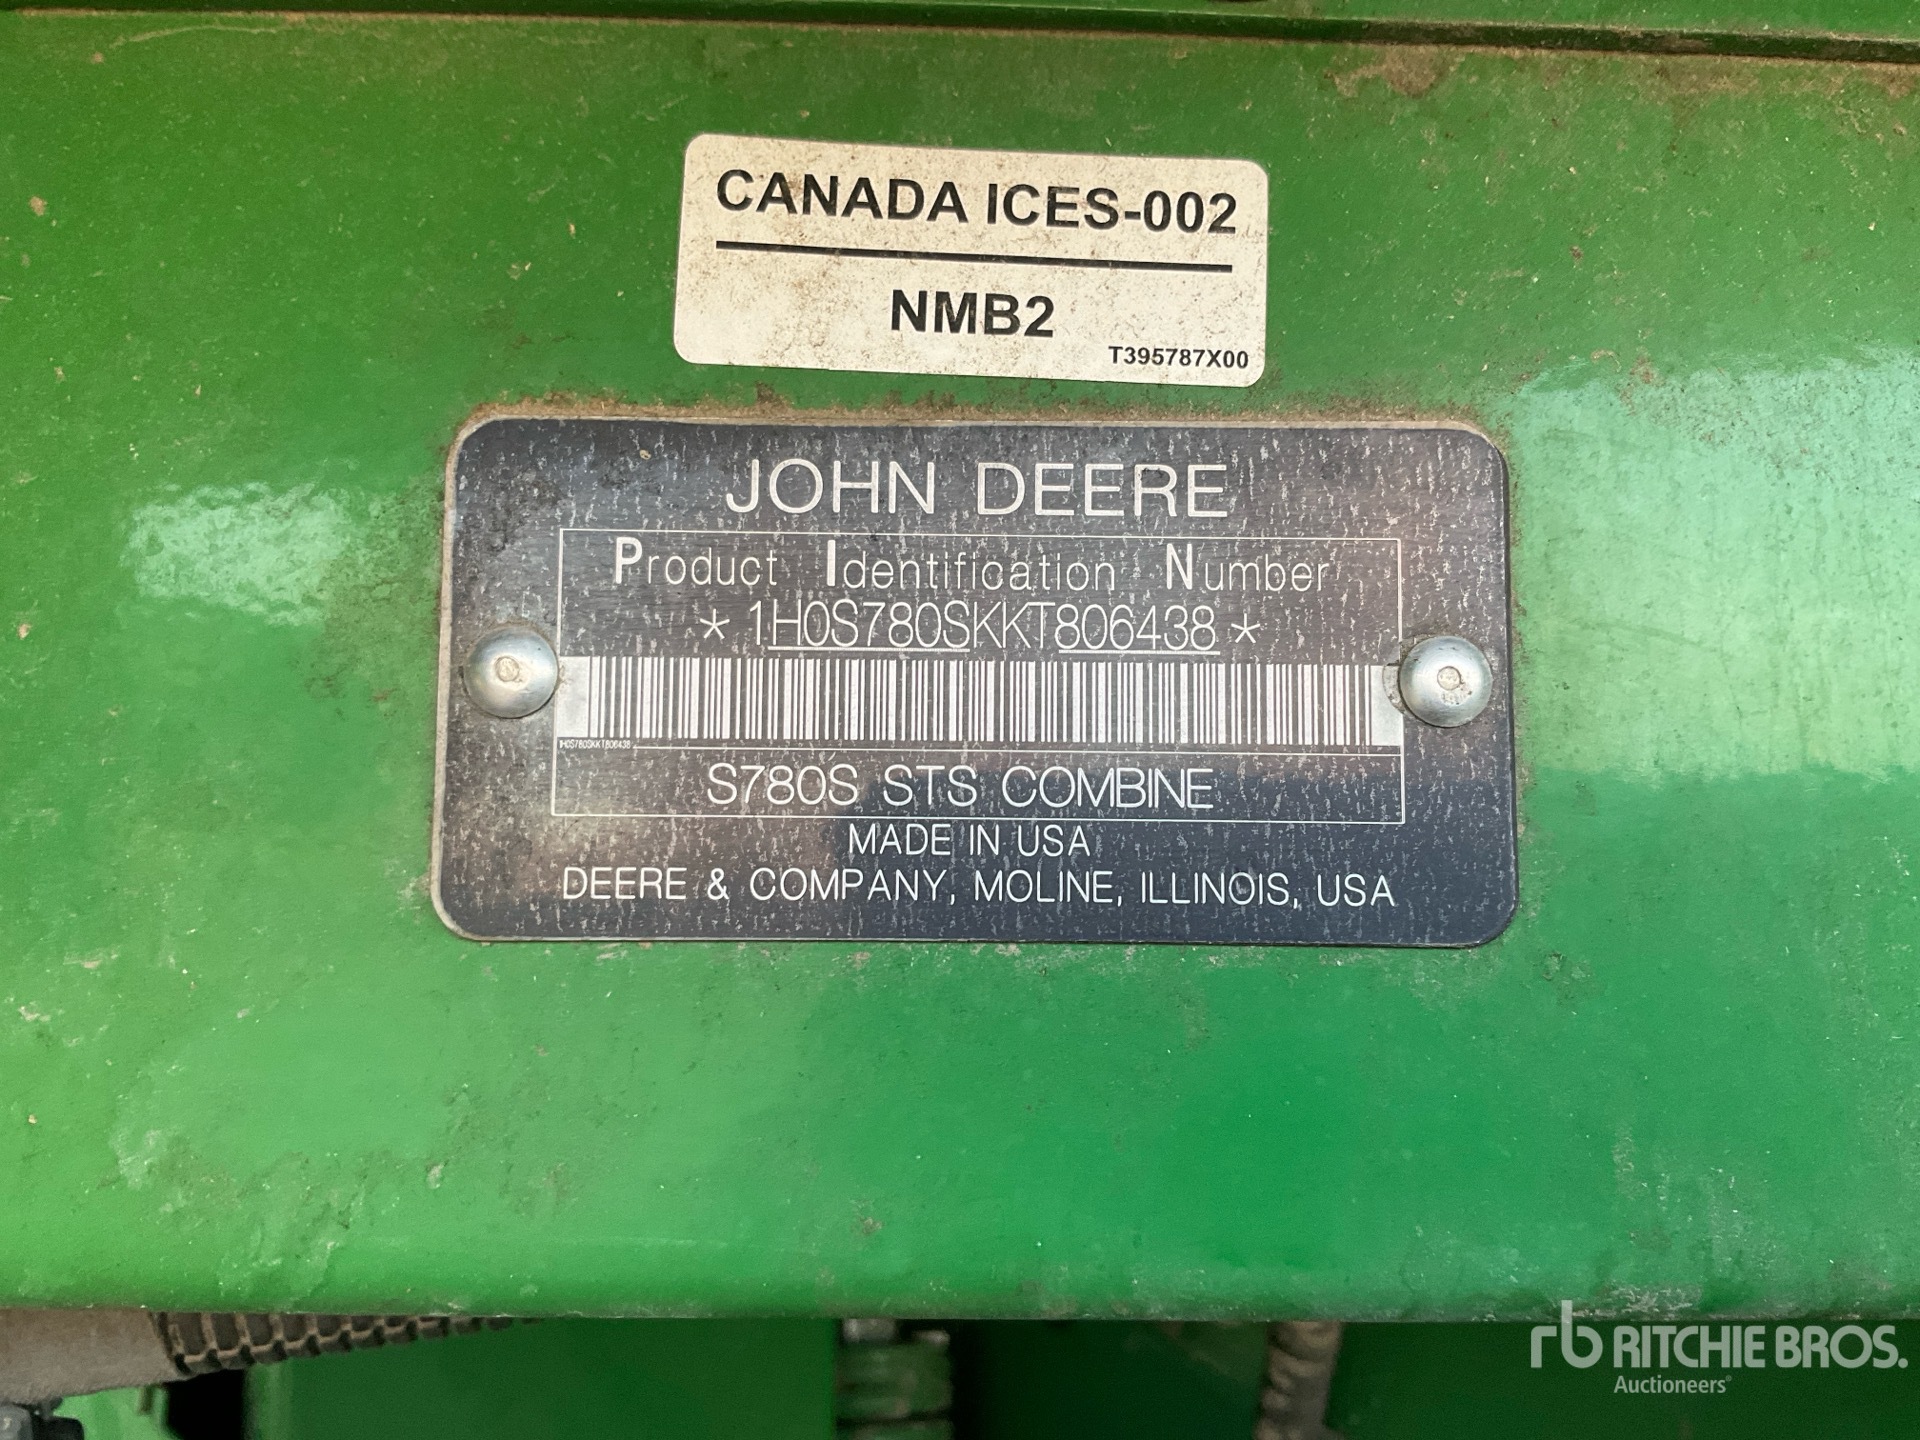 CANADA ICES-002
NMB2
T395787X00
JOHN DEERE
Product Identification Number
*1H0S780SKKT806438*
1H0S780SKKT806438
S780S STS COMBINE
MADE IN USA
DEERE & COMPANY, MOLINE, ILLINOIS, USA
rb RITCHIE BROS.
Auctioneers®